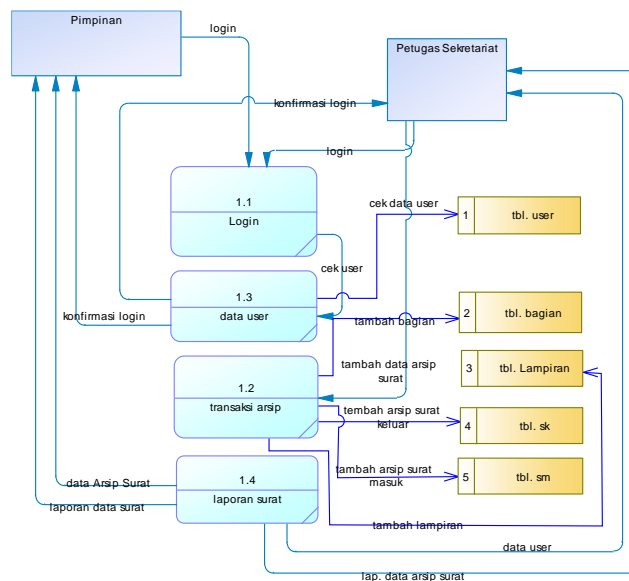 Pimpinan
login
Petugas Sekretariat
konfirmasi login
login
1.1
Login
cek data user
1
tbl. user
cek user
1.3
data user
konfirmasi login
tambah bagian
2
tbl. bagian
tambah data arsip
surat
3
tbl. Lampiran
1.2
transaksi arsip
tembah arsip surat
keluar
4
tbl. sk
tambah arsip surat
masuk
5
tbl. sm
1.4
laporan surat
data Arsip Surat
laporan data surat
tambah lampiran
data user
lap. data arsip surat